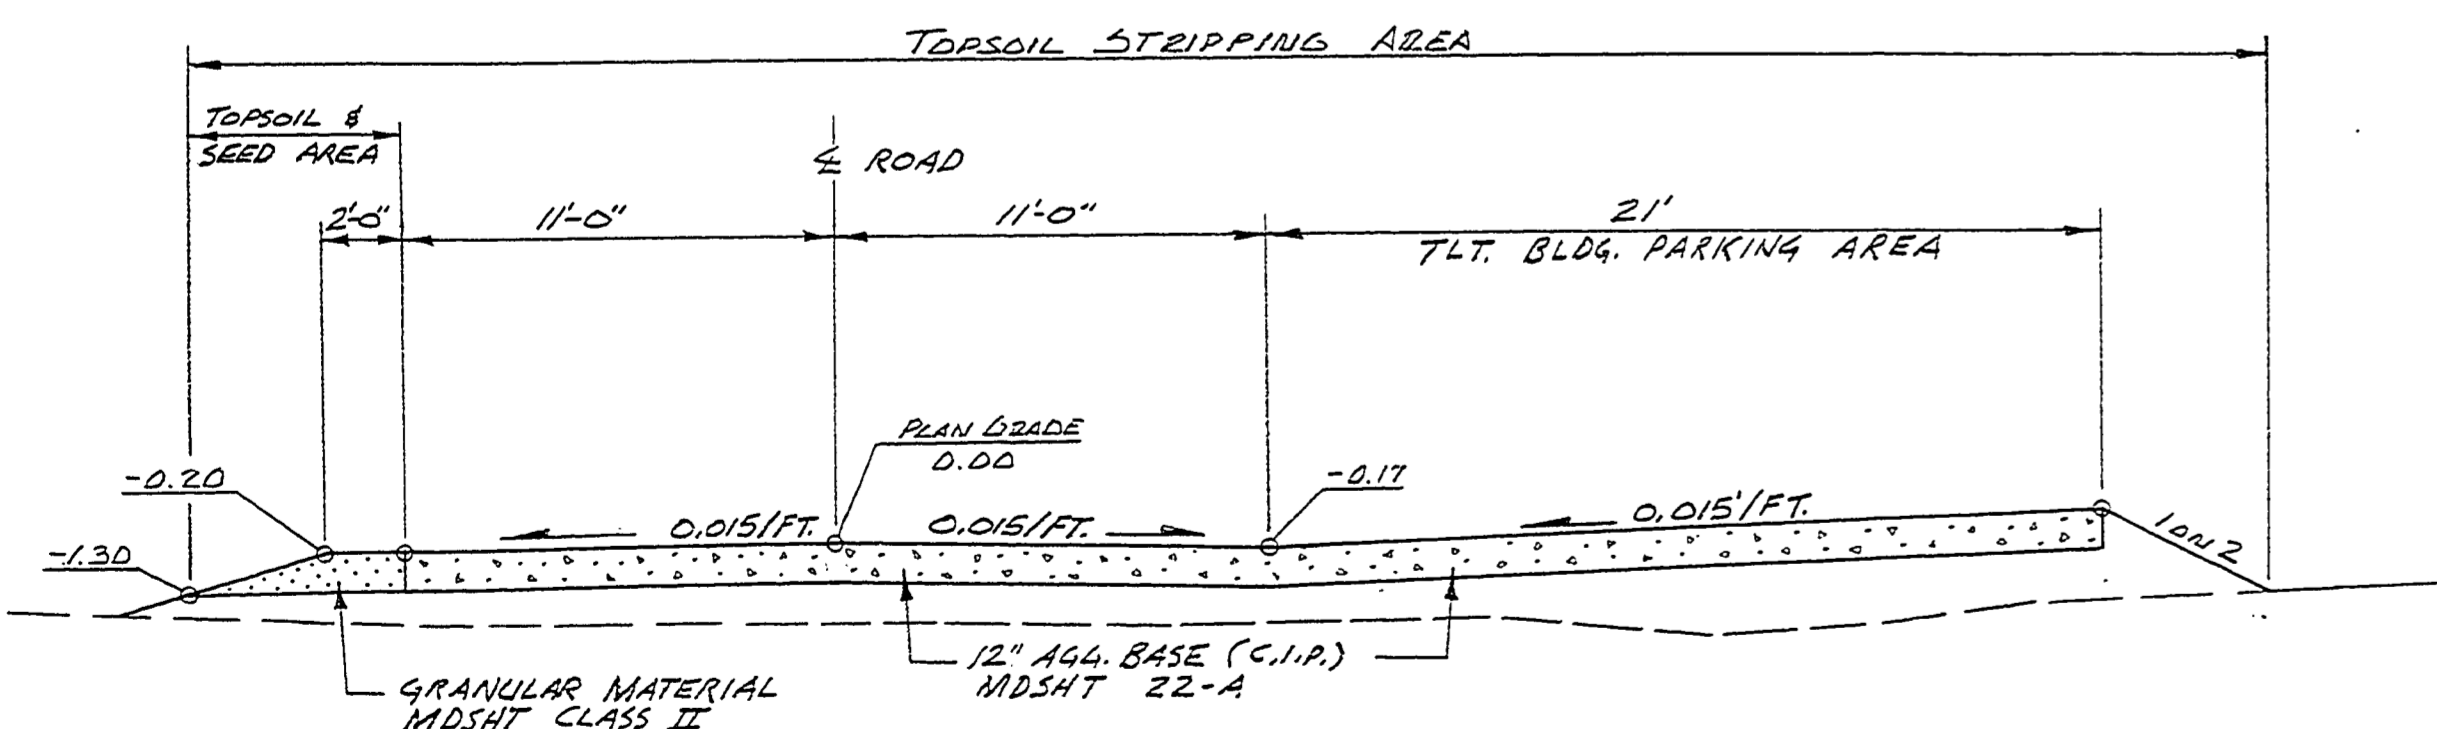 TOPSOIL STRIPPING AREA
TOPSOIL &
SEED AREA
℄ ROAD
2'-0"
11'-0"
11'-0"
21'
TLT. BLDG. PARKING AREA
PLAN GRADE
0.00
-0.20
-0.17
0.015/FT.
0.015/FT.
0.015'/FT.
1 ON 2
-1.30
12" AGG. BASE (C.I.P.)
MDSHT 22-A
GRANULAR MATERIAL
MDSHT CLASS II